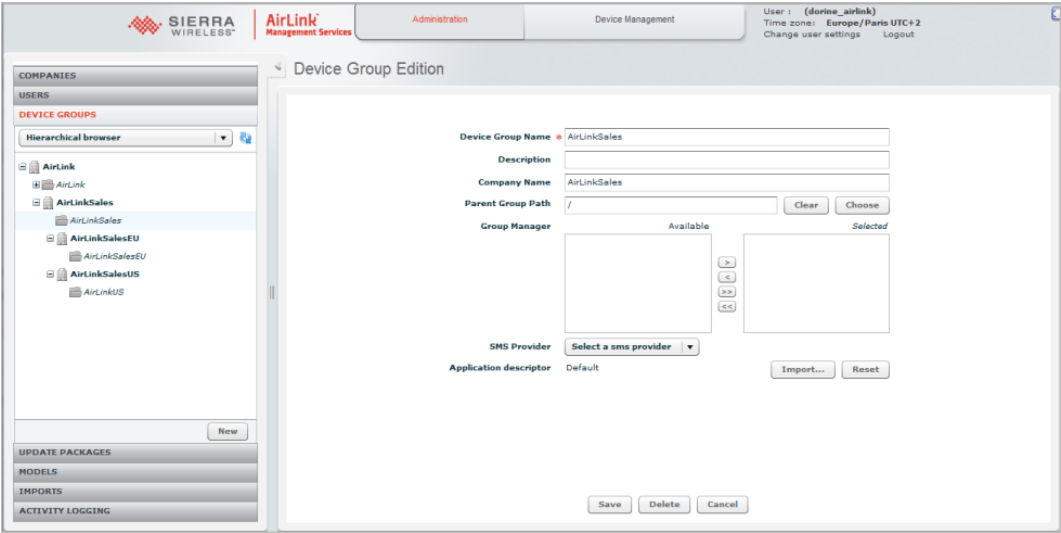 SIERRA
WIRELESS
AirLink
Management Services
Administration
Device Management
User : (dorine_airlink)
Time zone: Europe/Paris UTC+2
Change user settings Logout
COMPANIES
USERS
DEVICE GROUPS
Hierarchical browser
AirLink
AirLink
AirLinkSales
AirLinkSales
AirLinkSalesEU
AirLinkSalesEU
AirLinkSalesUS
AirLinkUS
New
UPDATE PACKAGES
MODELS
IMPORTS
ACTIVITY LOGGING
Device Group Edition
Device Group Name * AirLinkSales
Description
Company Name AirLinkSales
Parent Group Path / Clear Choose
Group Manager Available Selected
>
<
>>
<<
SMS Provider Select a sms provider
Application descriptor Default Import... Reset
Save Delete Cancel